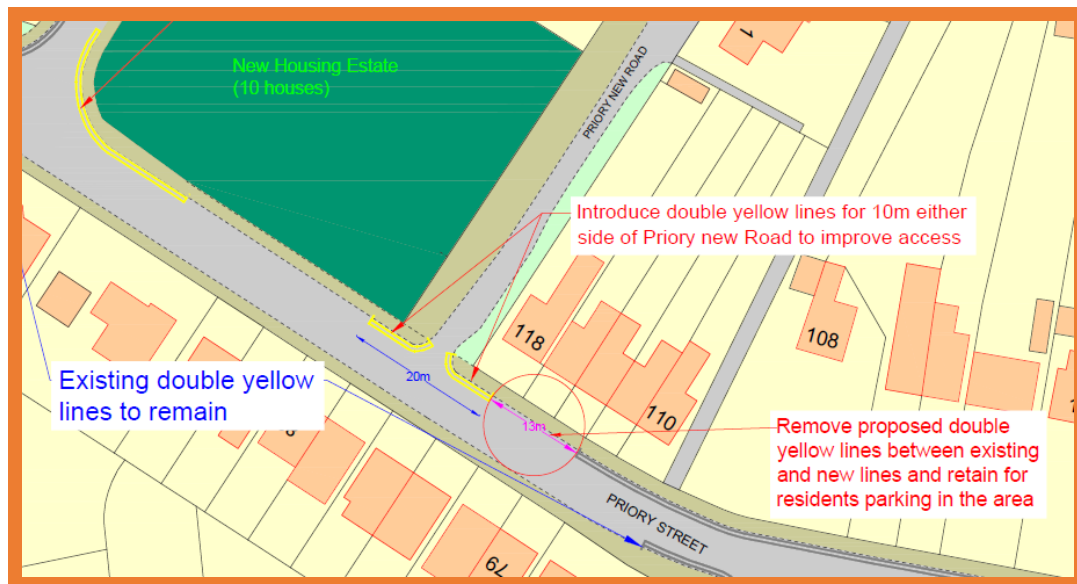 New Housing Estate
(10 houses)
PRIORY NEW ROAD
1
Introduce double yellow lines for 10m either
side of Priory new Road to improve access
118
108
110
20m
Existing double yellow
lines to remain
13m
Remove proposed double
yellow lines between existing
and new lines and retain for
residents parking in the area
PRIORY STREET
79